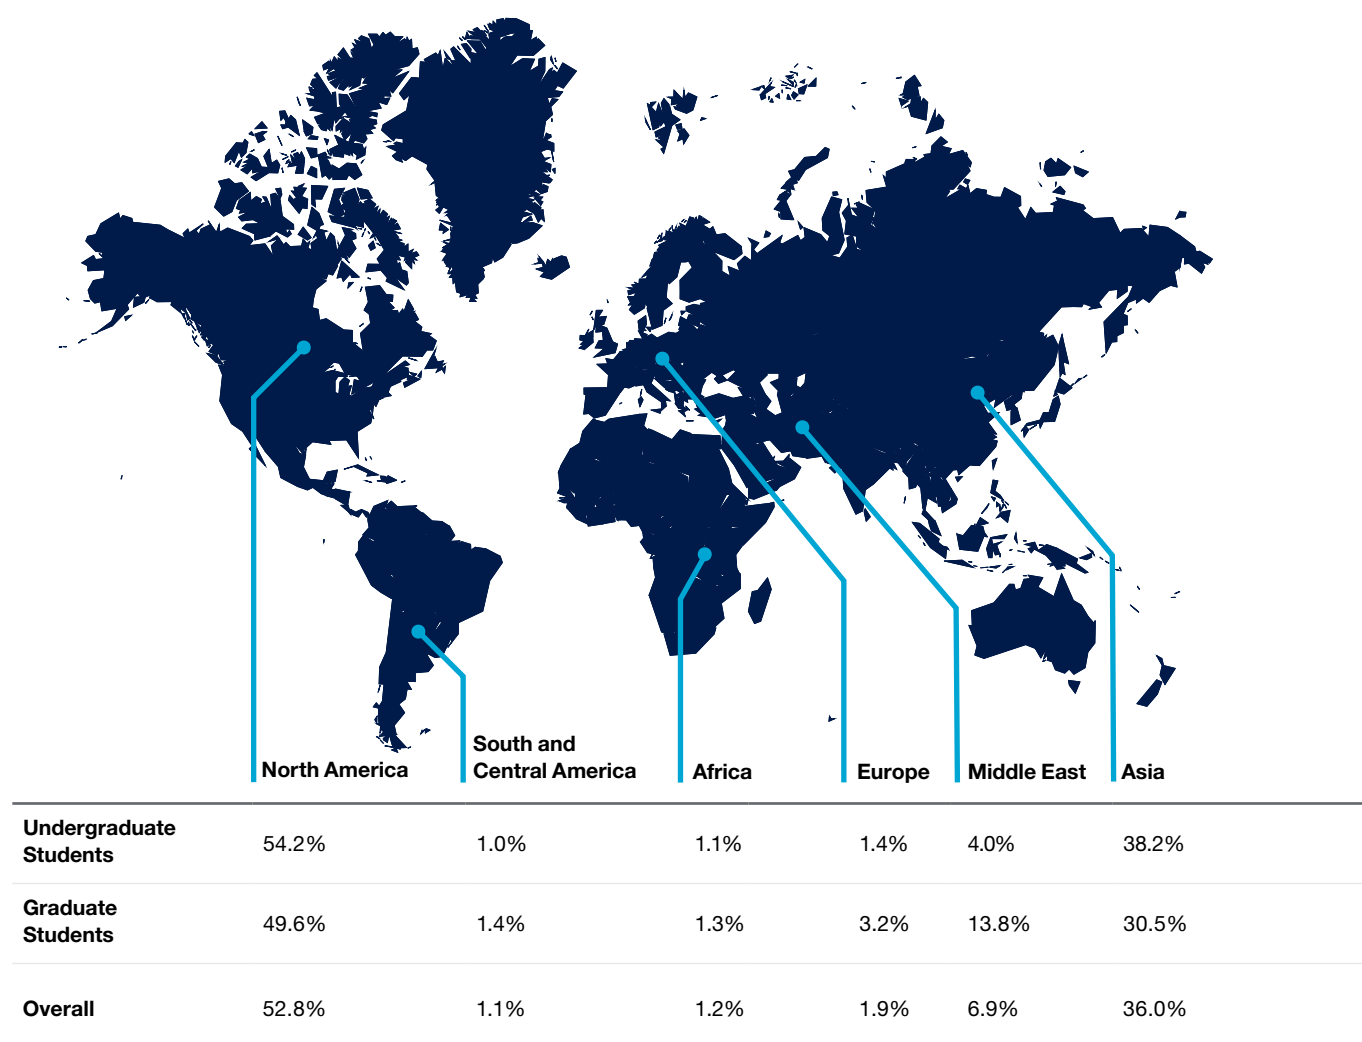 North America
South and
Central America
Africa
Europe
Middle East
Asia
Undergraduate
Students
54.2%
1.0%
1.1%
1.4%
4.0%
38.2%
Graduate
Students
49.6%
1.4%
1.3%
3.2%
13.8%
30.5%
Overall
52.8%
1.1%
1.2%
1.9%
6.9%
36.0%